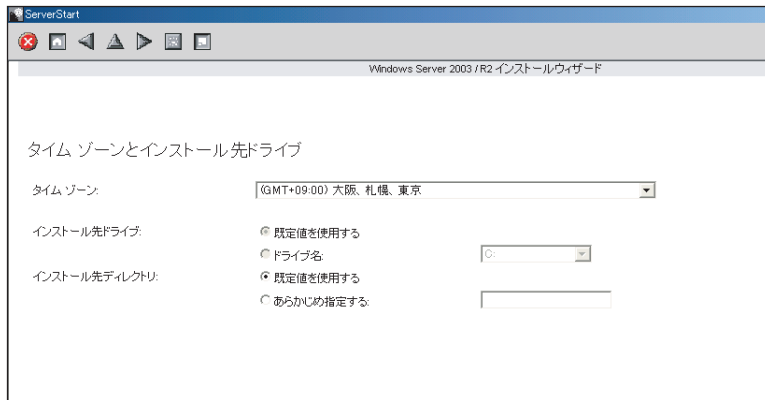 ServerStart
Windows Server 2003 / R2 インストールウィザード
タイム ゾーンとインストール先ドライブ
タイム ゾーン:
(GMT+09:00) 大阪、札幌、東京
インストール先ドライブ:
既定値を使用する
ドライブ名:
C:
インストール先ディレクトリ:
既定値を使用する
あらかじめ指定する: